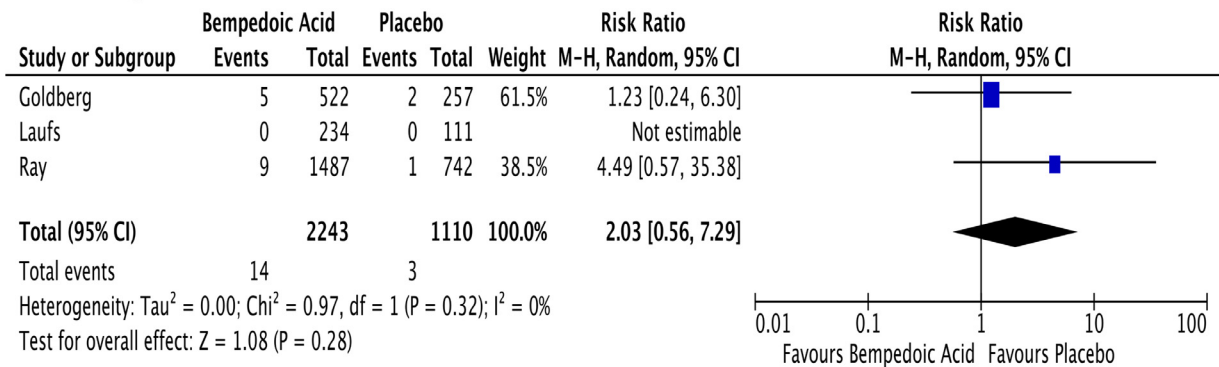 Bempedoic Acid Placebo Risk Ratio Risk Ratio
Study or Subgroup Events Total Events Total Weight M-H, Random, 95% CI M-H, Random, 95% CI
Goldberg 5 522 2 257 61.5% 1.23 [0.24, 6.30]
Laufs 0 234 0 111 Not estimable
Ray 9 1487 1 742 38.5% 4.49 [0.57, 35.38]
Total (95% CI) 2243 1110 100.0% 2.03 [0.56, 7.29]
Total events 14 3
Heterogeneity: Tau² = 0.00; Chi² = 0.97, df = 1 (P = 0.32); I² = 0%
Test for overall effect: Z = 1.08 (P = 0.28)
0.01 0.1 1 10 100
Favours Bempedoic Acid Favours Placebo